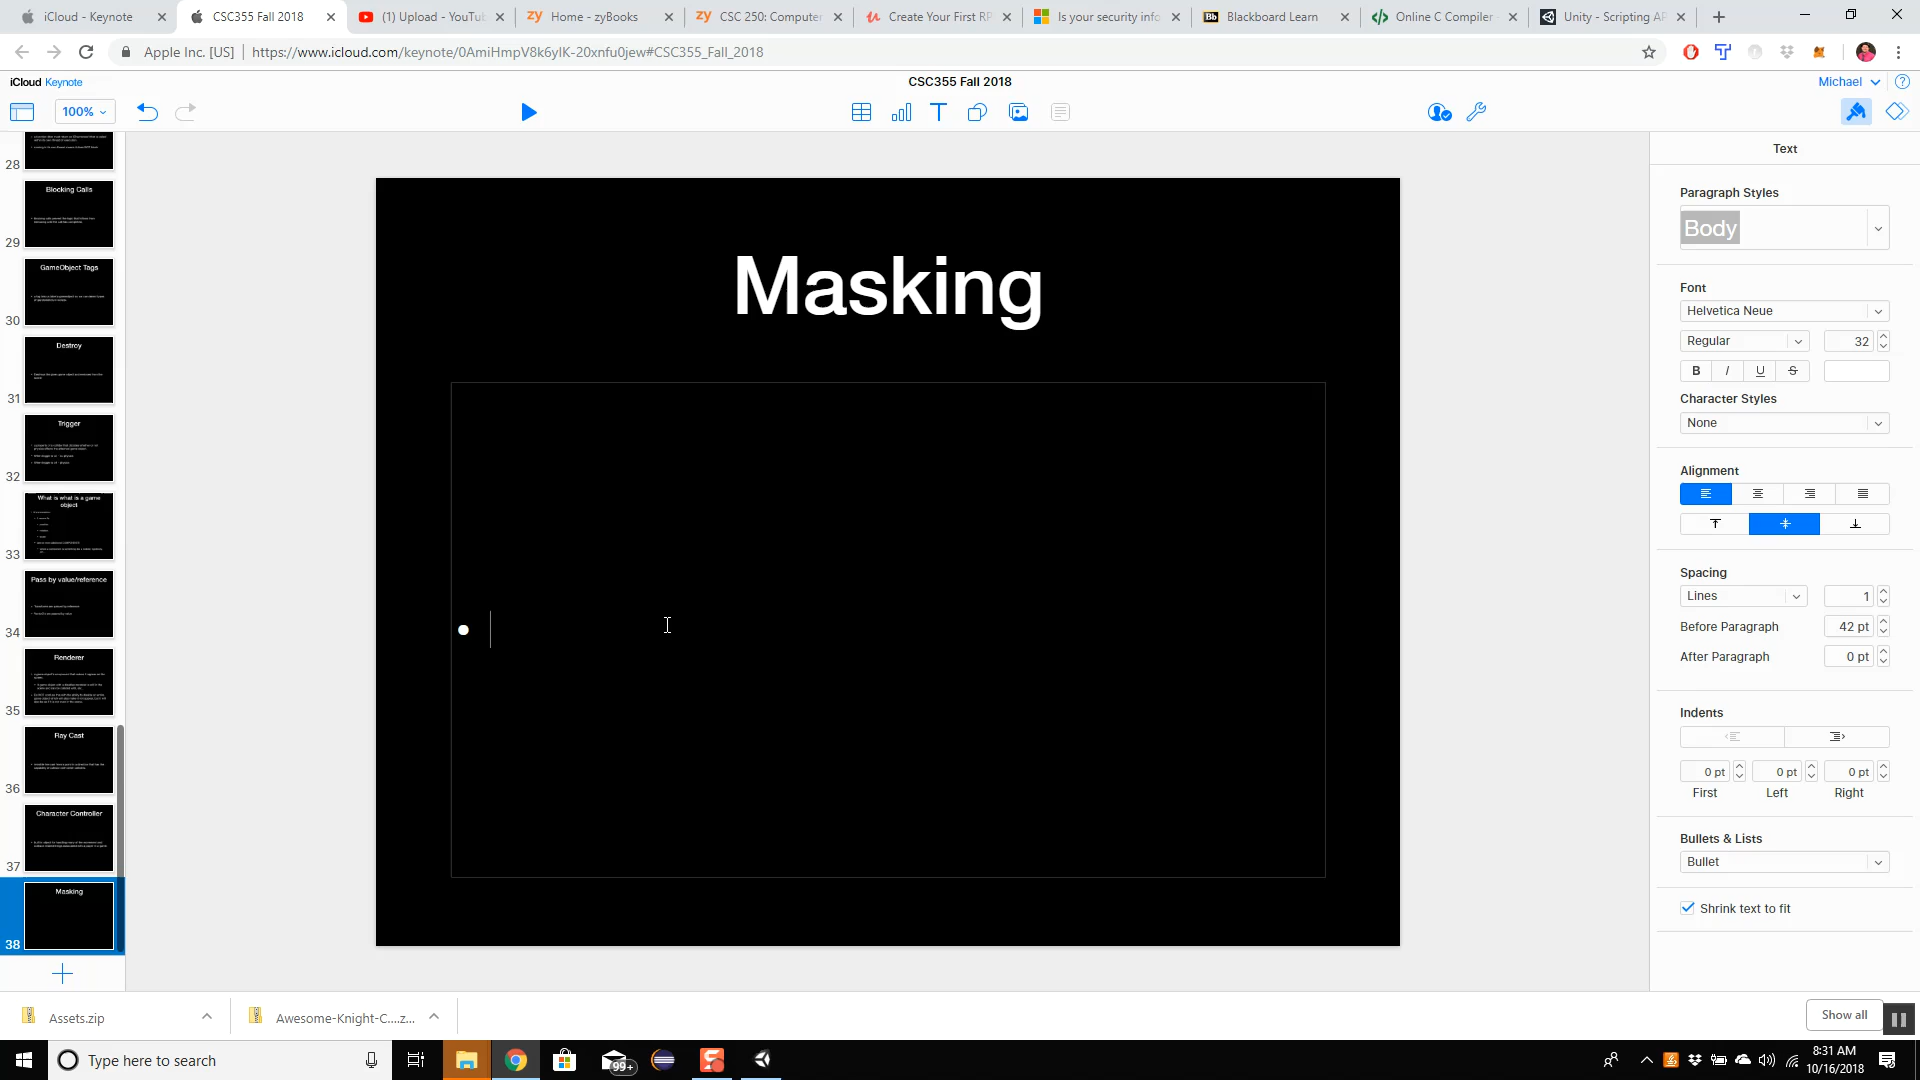 iCloud - Keynote
CSC355 Fall 2018
(1) Upload - YouTub
Home - zyBooks
CSC 250: Computer
Create Your First RP
Is your security info
Blackboard Learn
Online C Compiler -
Unity - Scripting AP
Apple Inc. [US]
https://www.icloud.com/keynote/0AmiHmpV8k6ylK-20xnfu0jew#CSC355_Fall_2018
iCloud Keynote
CSC355 Fall 2018
Michael
100%
28
Blocking Calls
29
GameObject Tags
30
Destroy
31
Trigger
32
What is what is a game
object
33
Pass by value/reference
34
Renderer
35
Ray Cast
36
Character Controller
37
Masking
38
Masking
Text
Paragraph Styles
Body
Font
Helvetica Neue
Regular
32
B I U S
Character Styles
None
Alignment
Spacing
Lines
1
Before Paragraph
42 pt
After Paragraph
0 pt
Indents
0 pt
0 pt
0 pt
First
Left
Right
Bullets & Lists
Bullet
Shrink text to fit
Assets.zip
Awesome-Knight-C....z...
Show all
Type here to search
99+
8:31 AM
10/16/2018